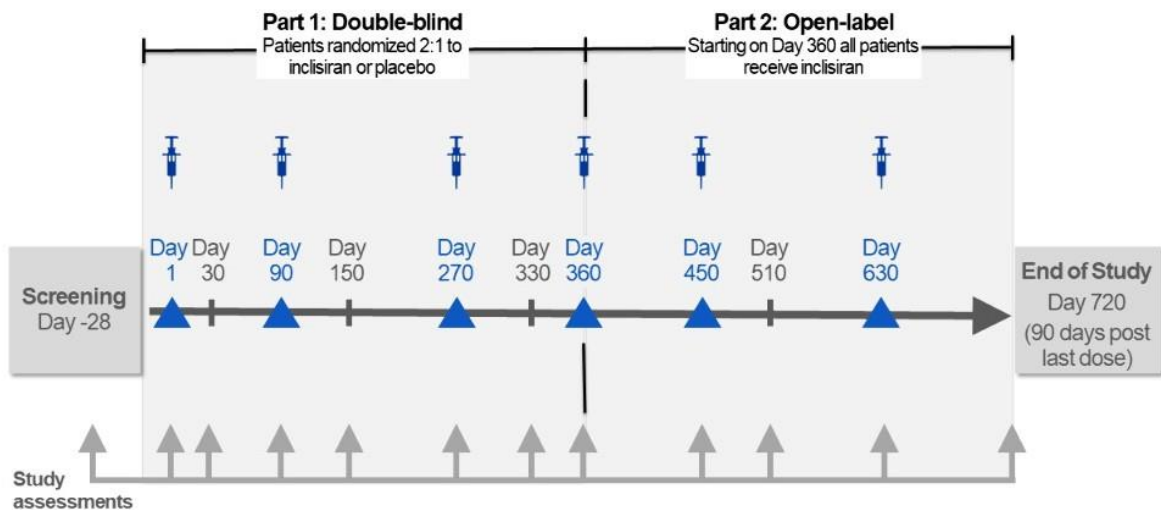 Part 1: Double-blind
Patients randomized 2:1 to
inclisiran or placebo
Part 2: Open-label
Starting on Day 360 all patients
receive inclisiran
Screening
Day -28
Day
1
Day
30
Day
90
Day
150
Day
270
Day
330
Day
360
Day
450
Day
510
Day
630
End of Study
Day 720
(90 days post
last dose)
Study
assessments